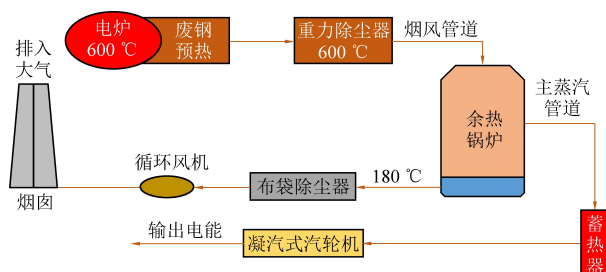 电炉
600 ℃
废钢
预热
重力除尘器
600 ℃
烟风管道
排入
大气
主蒸汽
管道
余热
锅炉
循环风机
布袋除尘器
180 ℃
烟囱
输出电能
凝汽式汽轮机
蓄热器